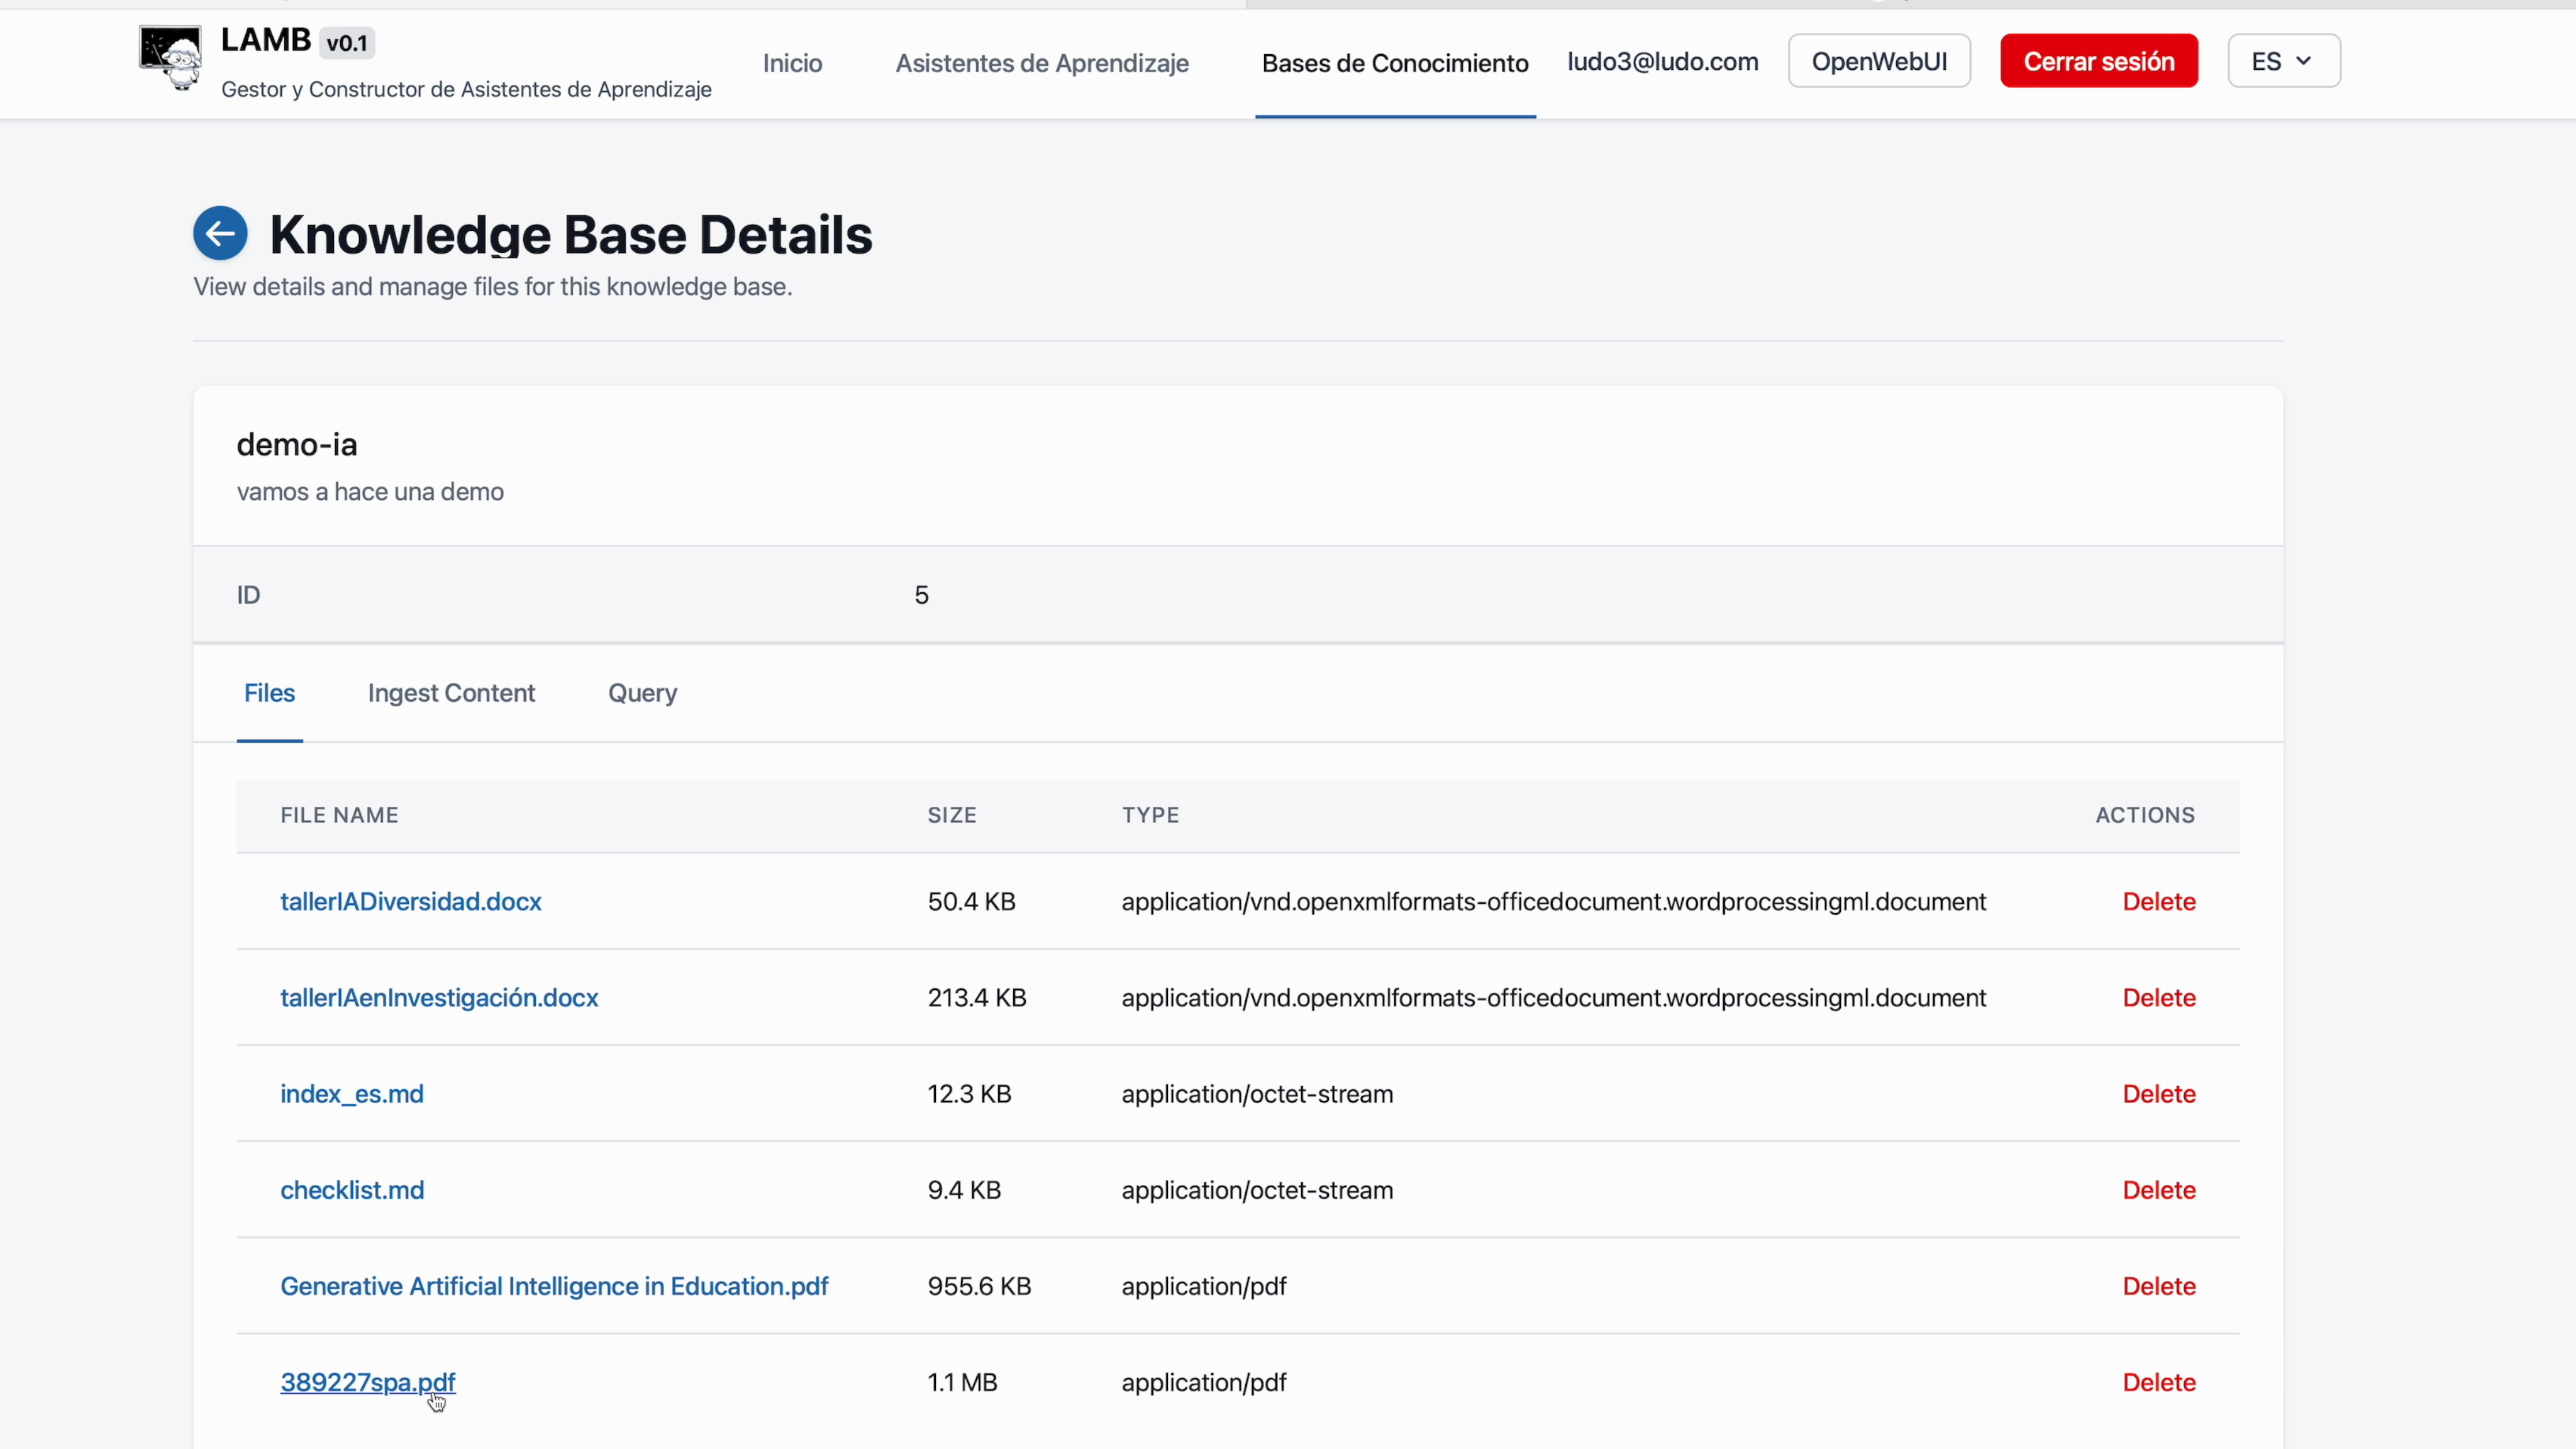 LAMB v0.1
Gestor y Constructor de Asistentes de Aprendizaje
Inicio
Asistentes de Aprendizaje
Bases de Conocimiento
ludo3@ludo.com
OpenWebUI
Cerrar sesión
ES
Knowledge Base Details
View details and manage files for this knowledge base.
demo-ia
vamos a hace una demo
ID 5
Files Ingest Content Query
FILE NAME SIZE TYPE ACTIONS
tallerIADiversidad.docx 50.4 KB application/vnd.openxmlformats-officedocument.wordprocessingml.document Delete
tallerIAenInvestigación.docx 213.4 KB application/vnd.openxmlformats-officedocument.wordprocessingml.document Delete
index_es.md 12.3 KB application/octet-stream Delete
checklist.md 9.4 KB application/octet-stream Delete
Generative Artificial Intelligence in Education.pdf 955.6 KB application/pdf Delete
389227spa.pdf 1.1 MB application/pdf Delete